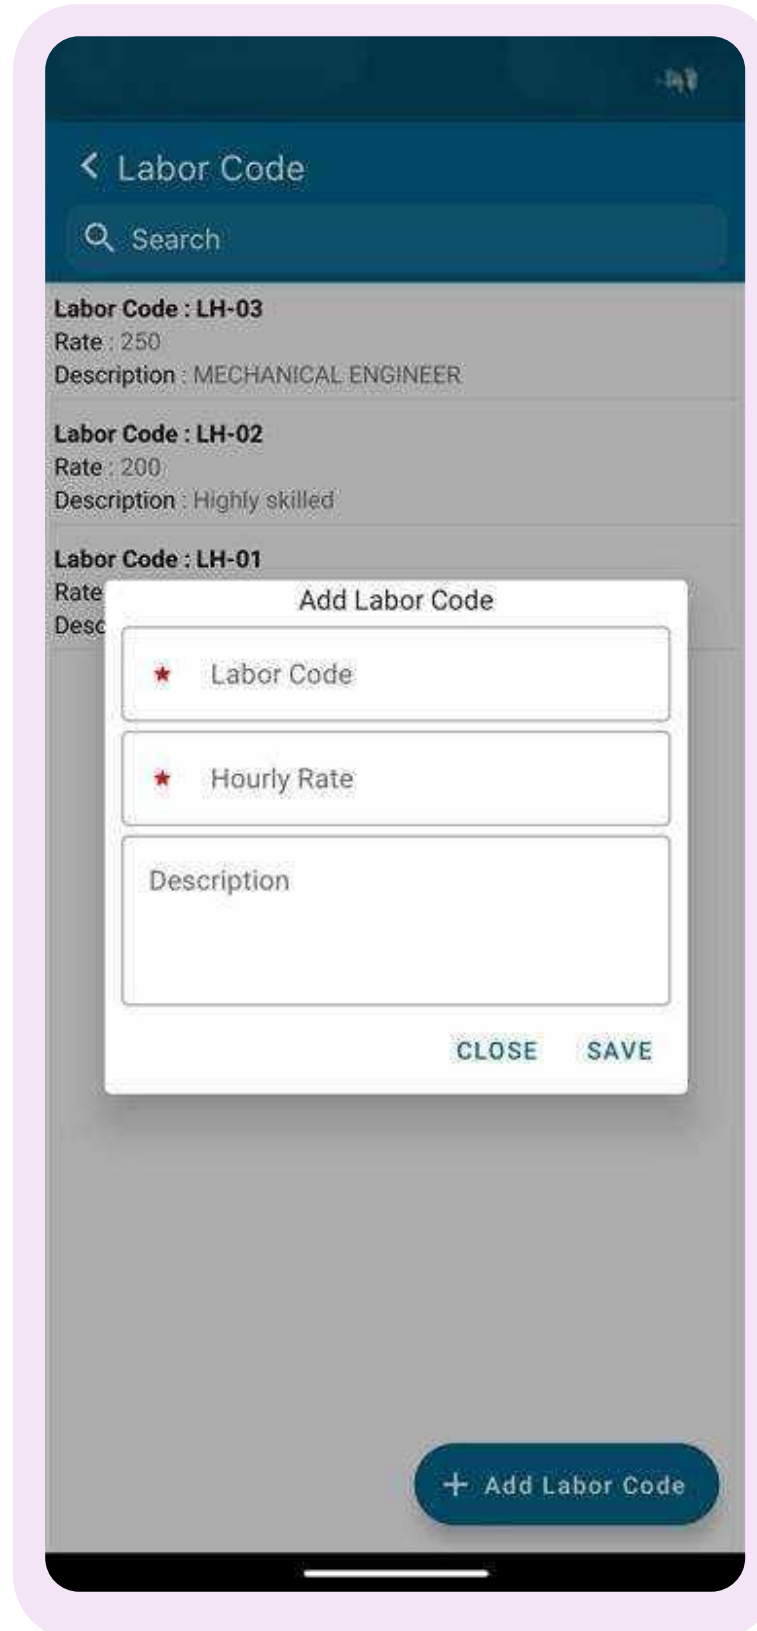 Labor Code
Search
Labor Code : LH-03
Rate : 250
Description : MECHANICAL ENGINEER
Labor Code : LH-02
Rate : 200
Description : Highly skilled
Labor Code : LH-01
Rate
Desc
Add Labor Code
★ Labor Code
★ Hourly Rate
Description
CLOSE SAVE
+ Add Labor Code